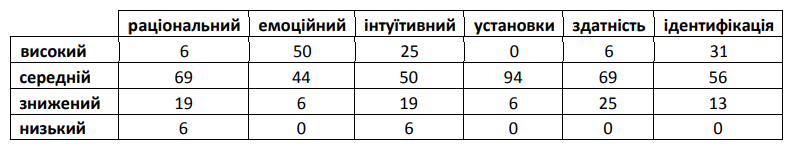 раціональний емоційний інтуїтивний установки здатність ідентифікація
високий 6 50 25 0 6 31
середній 69 44 50 94 69 56
знижений 19 6 19 6 25 13
низький 6 0 6 0 0 0